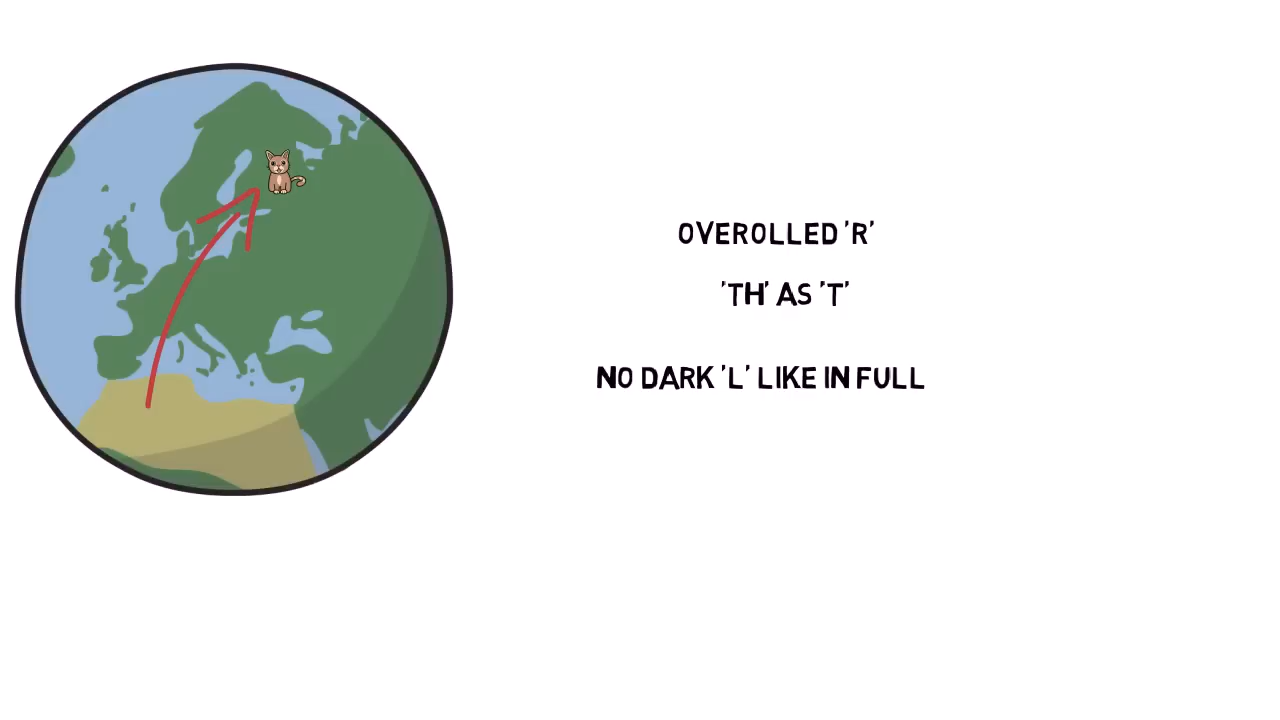 OVEROLLED 'R'
'TH' AS 'T'
NO DARK 'L' LIKE IN FULL